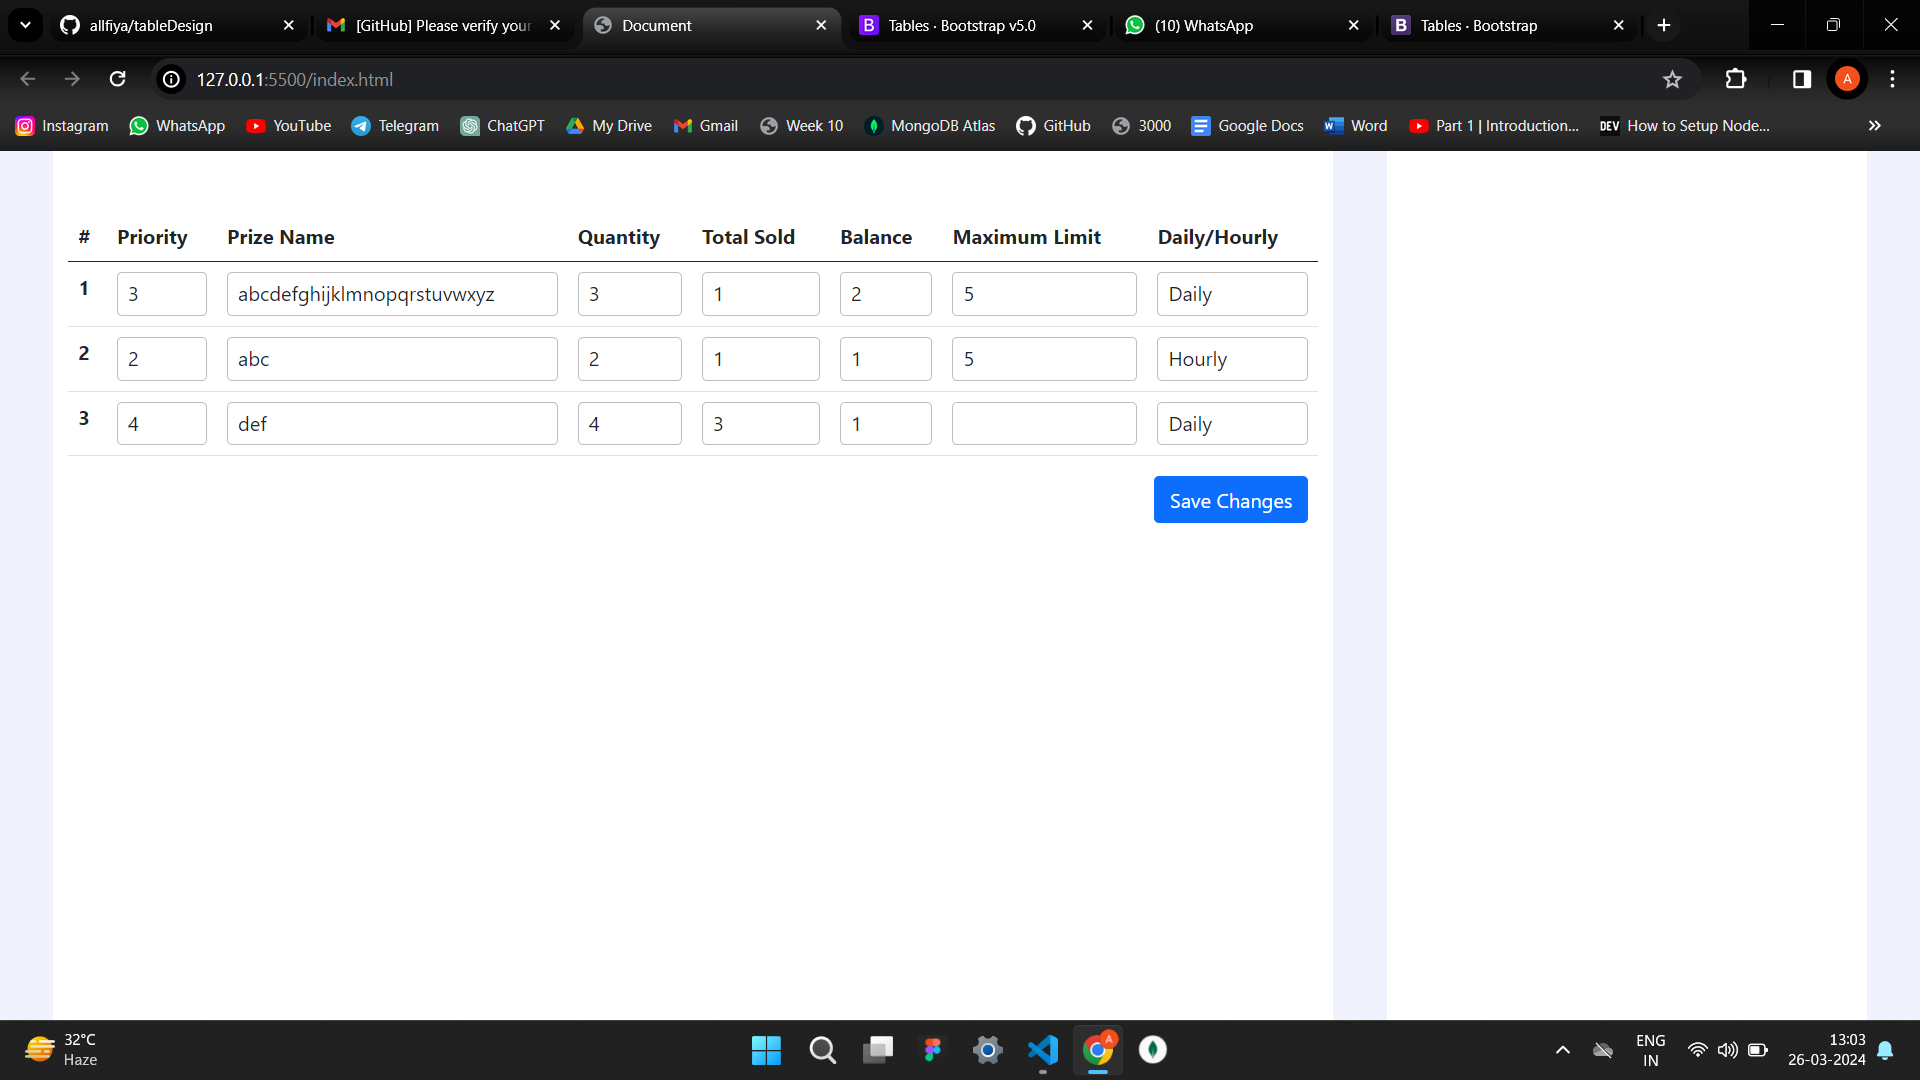 allfiya/tableDesign
[GitHub] Please verify your
Document
Tables · Bootstrap v5.0
(10) WhatsApp
Tables · Bootstrap
127.0.0.1:5500/index.html
A
Instagram
WhatsApp
YouTube
Telegram
ChatGPT
My Drive
Gmail
Week 10
MongoDB Atlas
GitHub
3000
Google Docs
Word
Part 1 | Introduction...
DEV
How to Setup Node...
# Priority Prize Name Quantity Total Sold Balance Maximum Limit Daily/Hourly
1 3 abcdefghijklmnopqrstuvwxyz 3 1 2 5 Daily
2 2 abc 2 1 1 5 Hourly
3 4 def 4 3 1 Daily
Save Changes
32°C
Haze
A
ENG
IN
13:03
26-03-2024